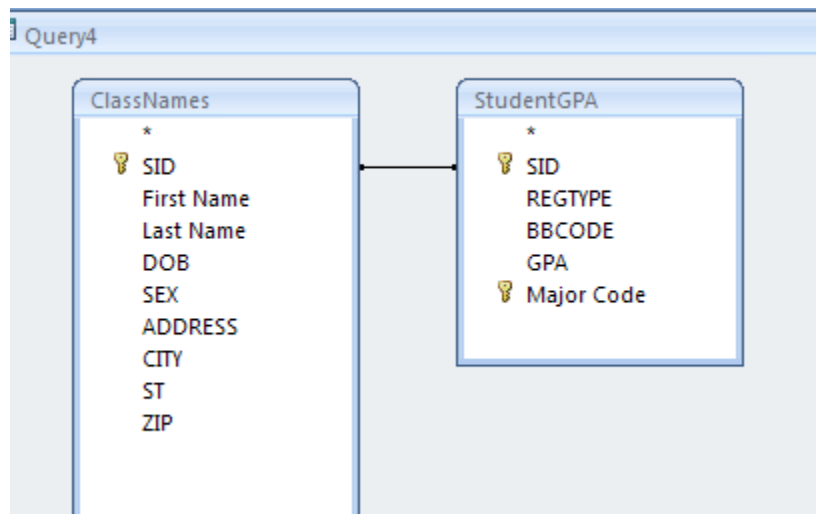 Query4
ClassNames
*
SID
First Name
Last Name
DOB
SEX
ADDRESS
CITY
ST
ZIP
StudentGPA
*
SID
REGTYPE
BBCODE
GPA
Major Code